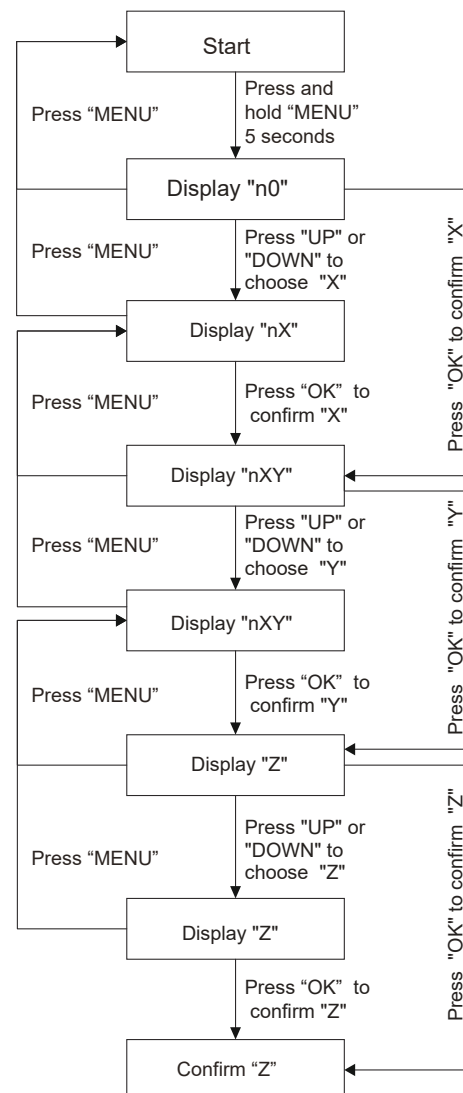 Start
Press “MENU”
Press and
hold “MENU”
5 seconds
Display "n0"
Press “MENU”
Press "UP" or
"DOWN" to
choose "X"
Press "OK" to confirm "X"
Display "nX"
Press “MENU”
Press “OK” to
confirm "X"
Display "nXY"
Press “MENU”
Press "UP" or
"DOWN" to
choose "Y"
Press "OK" to confirm "Y"
Display "nXY"
Press “MENU”
Press “OK” to
confirm "Y"
Display "Z"
Press “MENU”
Press "UP" or
"DOWN" to
choose "Z"
Press "OK" to confirm "Z"
Display "Z"
Press “OK” to
confirm "Z"
Confirm “Z”